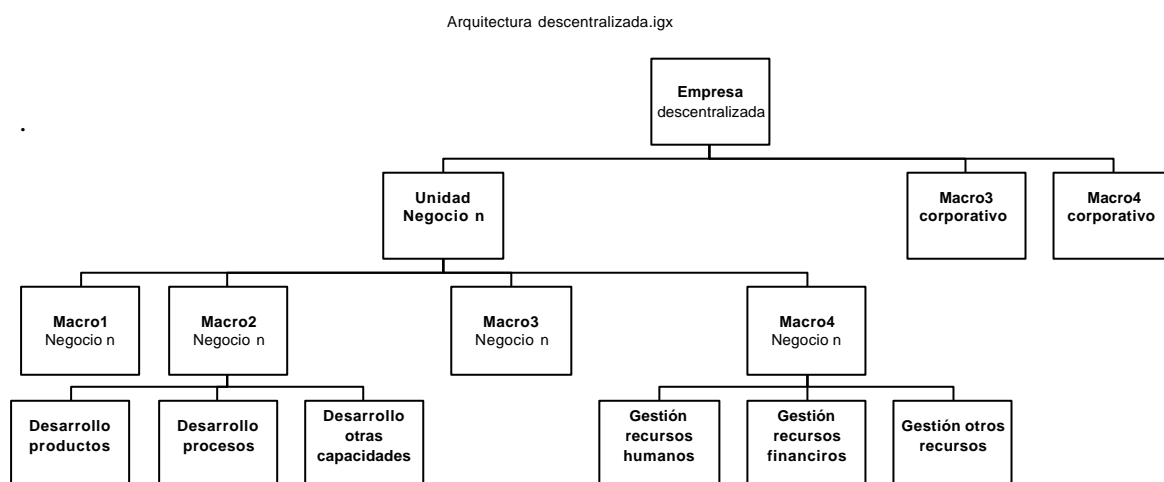 Arquitectura descentralizada.igx
Empresa
descentralizada
.
Unidad
Negocio n
Macro3
corporativo
Macro4
corporativo
Macro1
Negocio n
Macro2
Negocio n
Macro3
Negocio n
Macro4
Negocio n
Desarrollo
productos
Desarrollo
procesos
Desarrollo
otras
capacidades
Gestión
recursos
humanos
Gestión
recursos
financiros
Gestión otros
recursos